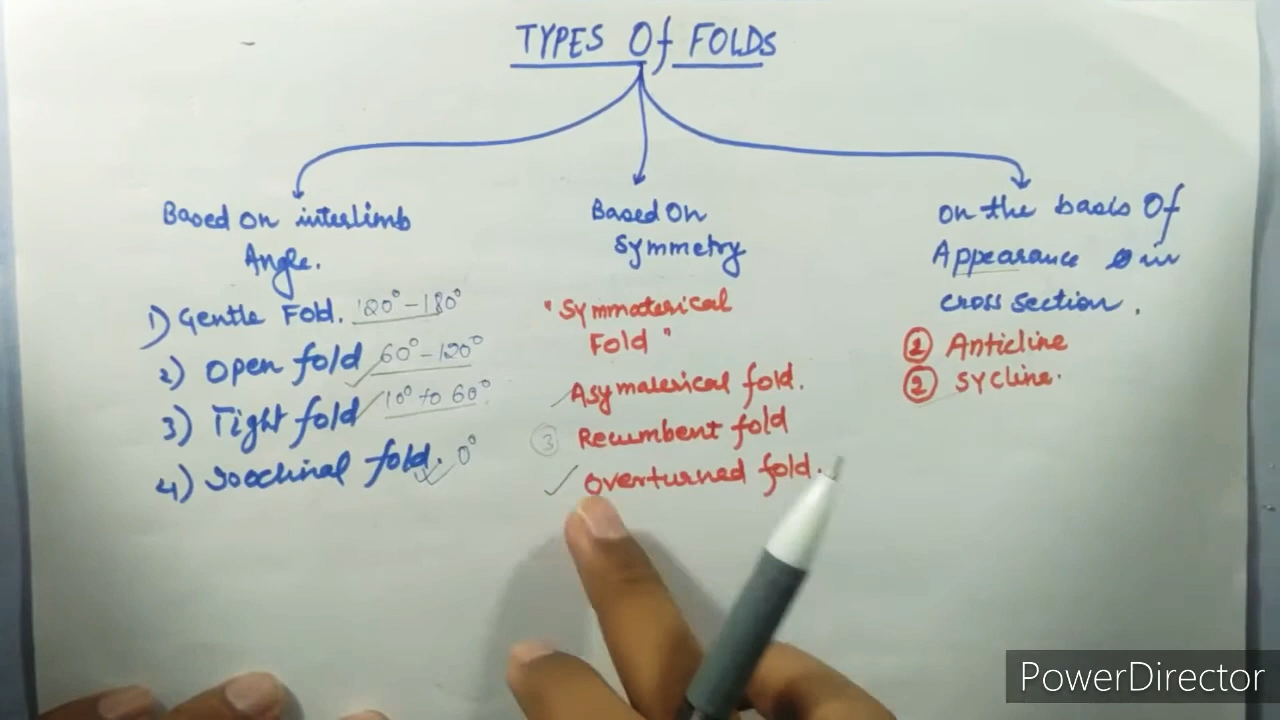 TYPES Of FOLDS
Based on interlimb
Angle.
1) Gentle Fold. 120° - 180°
2) Open fold 60° - 120°
3) Tight fold 10° to 60°
4) Isoclinal fold. 0°
Based On
Symmetry
"Symmaterical
Fold"
Asymaterical fold.
3 Recumbent fold
Overturned fold.
on the basis Of
Appearance in
cross section.
2 Anticline
2 Sycline.
PowerDirector